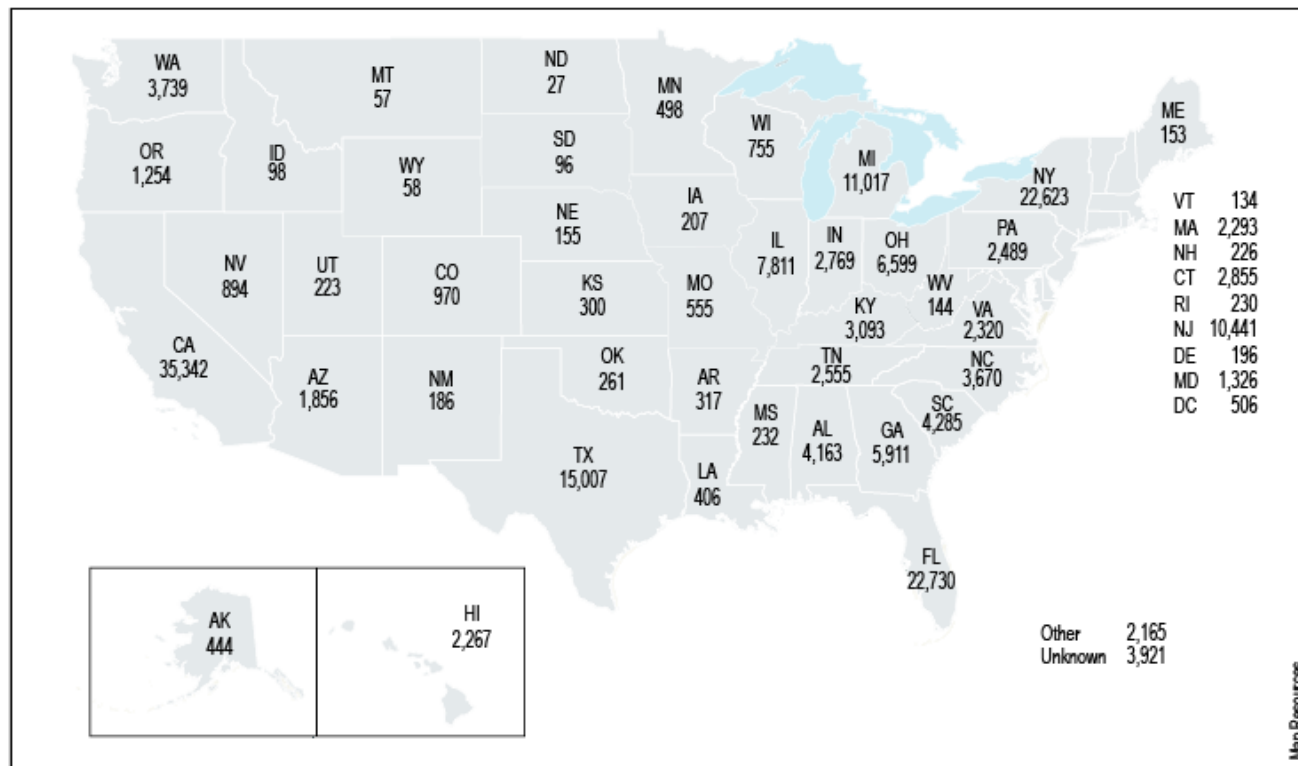 WA
3,739
MT
57
ND
27
MN
498
ME
153
OR
1,254
ID
98
WY
58
SD
96
WI
755
MI
11,017
NY
22,623
NE
155
IA
207
PA
2,489
NV
894
UT
223
CO
970
KS
300
MO
555
IL
7,811
IN
2,769
OH
6,599
WV
144
VA
2,320
KY
3,093
CA
35,342
AZ
1,856
NM
186
OK
261
AR
317
TN
2,555
NC
3,670
SC
4,285
MS
232
AL
4,163
GA
5,911
TX
15,007
LA
406
FL
22,730
AK
444
HI
2,267
VT 134
MA 2,293
NH 226
CT 2,855
RI 230
NJ 10,441
DE 196
MD 1,326
DC 506
Other 2,165
Unknown 3,921
Map Resources